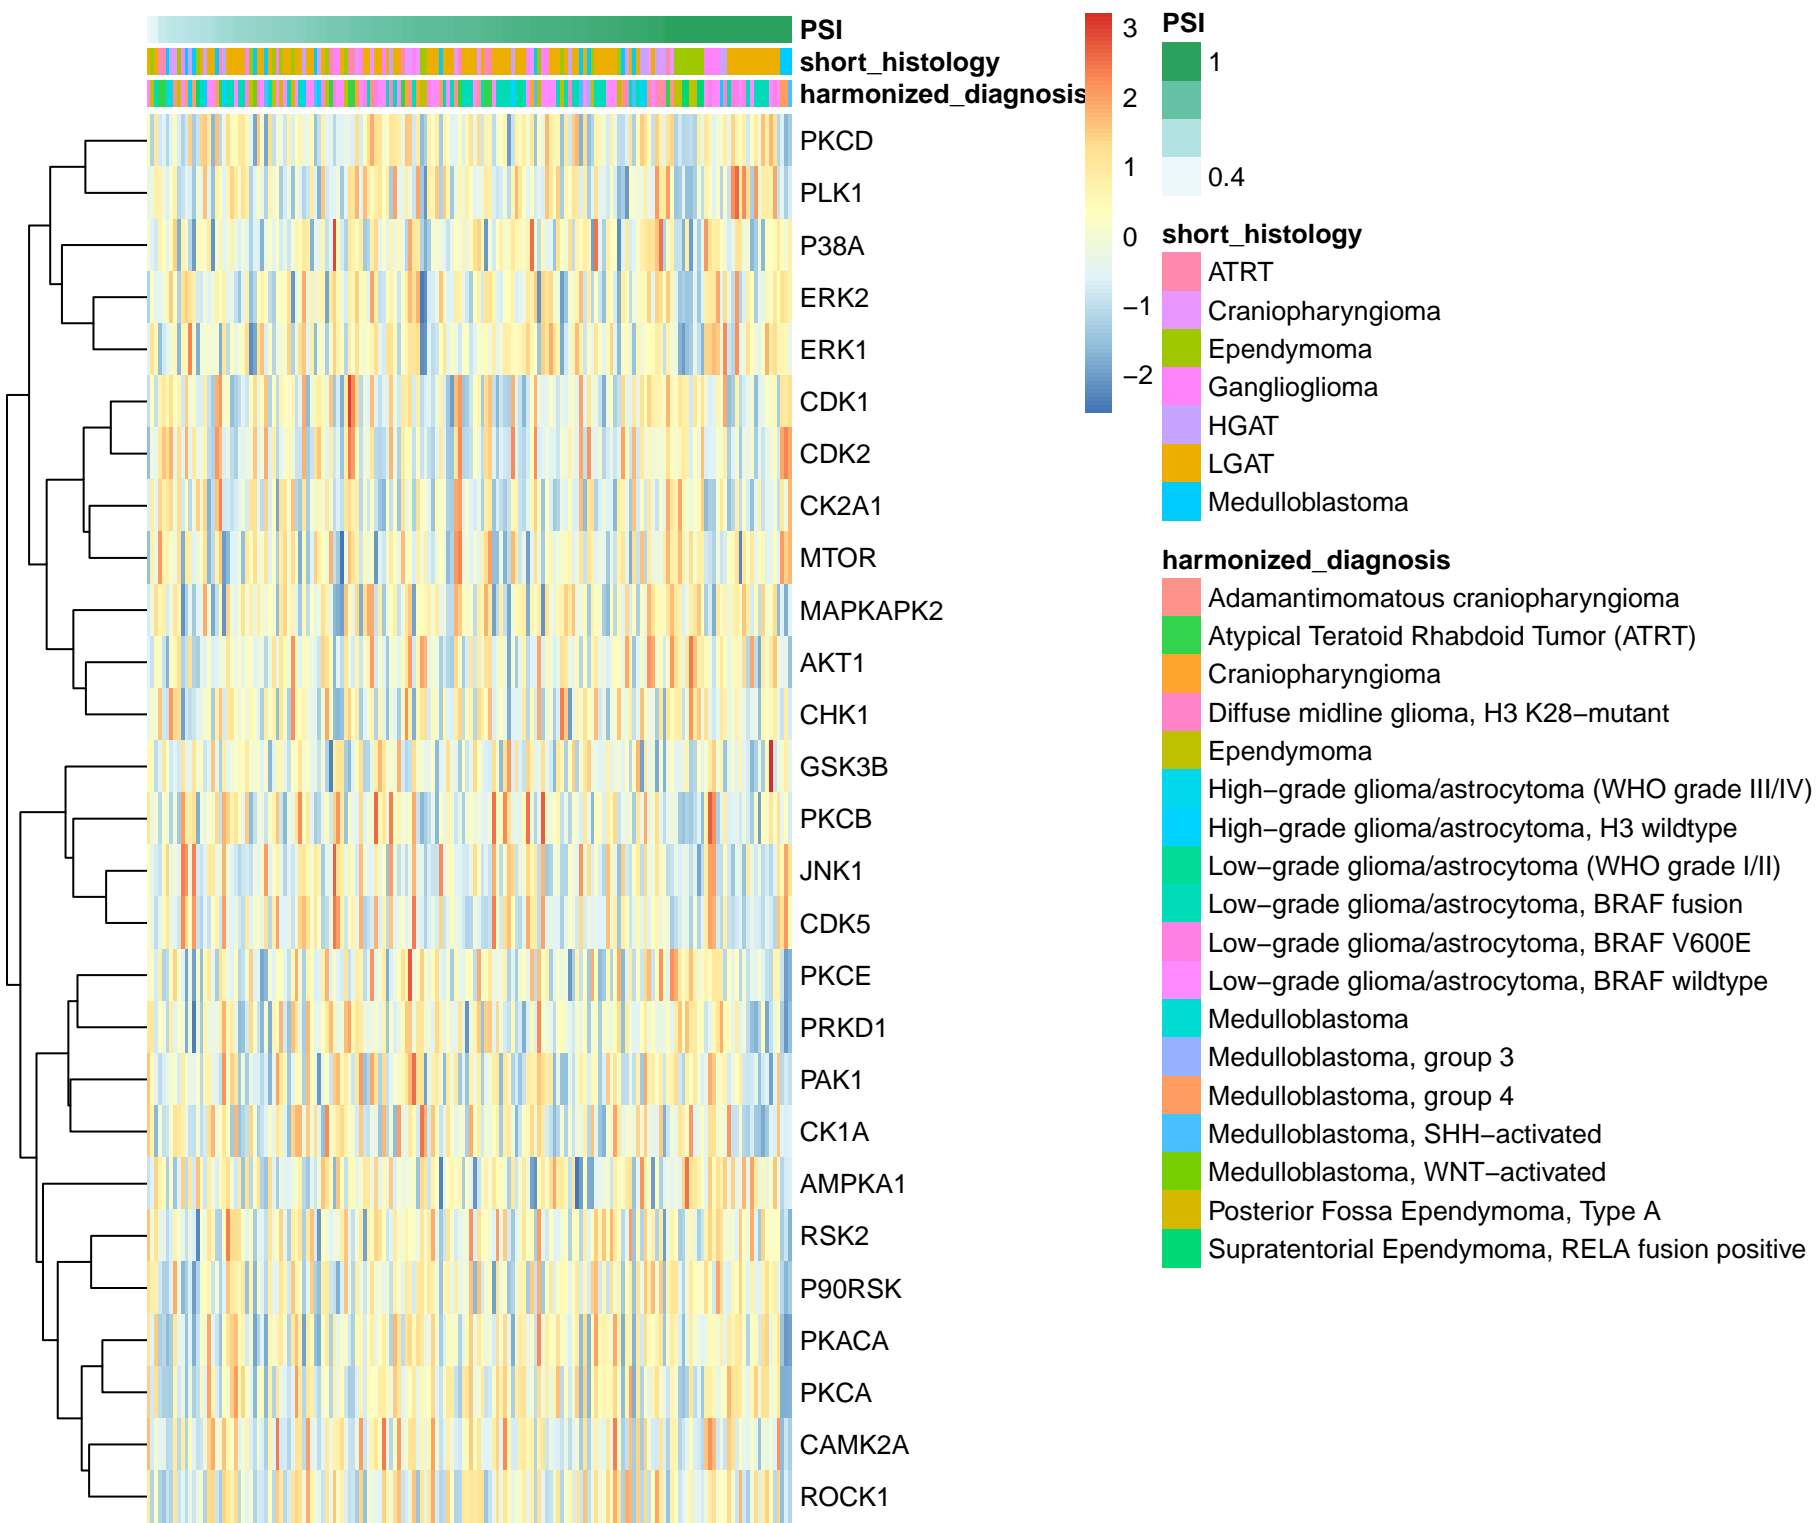 PSI
short_histology
harmonized_diagnosis
PKCD
PLK1
P38A
ERK2
ERK1
CDK1
CDK2
CK2A1
MTOR
MAPKAPK2
AKT1
CHK1
GSK3B
PKCB
JNK1
CDK5
PKCE
PRKD1
PAK1
CK1A
AMPKA1
RSK2
P90RSK
PKACA
PKCA
CAMK2A
ROCK1
3
2
1
0
−1
−2
PSI
1
0.4
short_histology
ATRT
Craniopharyngioma
Ependymoma
Ganglioglioma
HGAT
LGAT
Medulloblastoma
harmonized_diagnosis
Adamantimomatous craniopharyngioma
Atypical Teratoid Rhabdoid Tumor (ATRT)
Craniopharyngioma
Diffuse midline glioma, H3 K28−mutant
Ependymoma
High−grade glioma/astrocytoma (WHO grade III/IV)
High−grade glioma/astrocytoma, H3 wildtype
Low−grade glioma/astrocytoma (WHO grade I/II)
Low−grade glioma/astrocytoma, BRAF fusion
Low−grade glioma/astrocytoma, BRAF V600E
Low−grade glioma/astrocytoma, BRAF wildtype
Medulloblastoma
Medulloblastoma, group 3
Medulloblastoma, group 4
Medulloblastoma, SHH−activated
Medulloblastoma, WNT−activated
Posterior Fossa Ependymoma, Type A
Supratentorial Ependymoma, RELA fusion positive